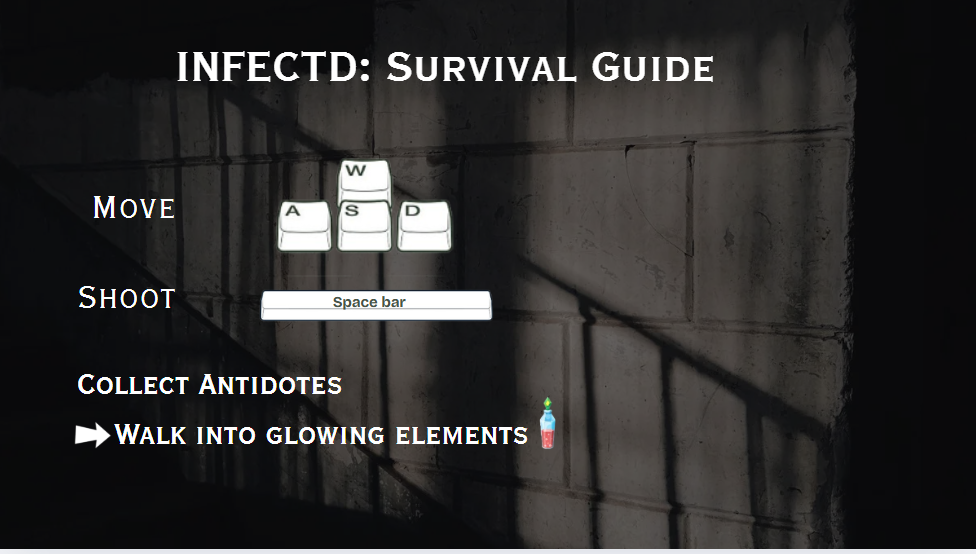 INFECTD: Survival Guide
Move
W
A S D
Shoot
Space bar
Collect Antidotes
Walk into glowing elements